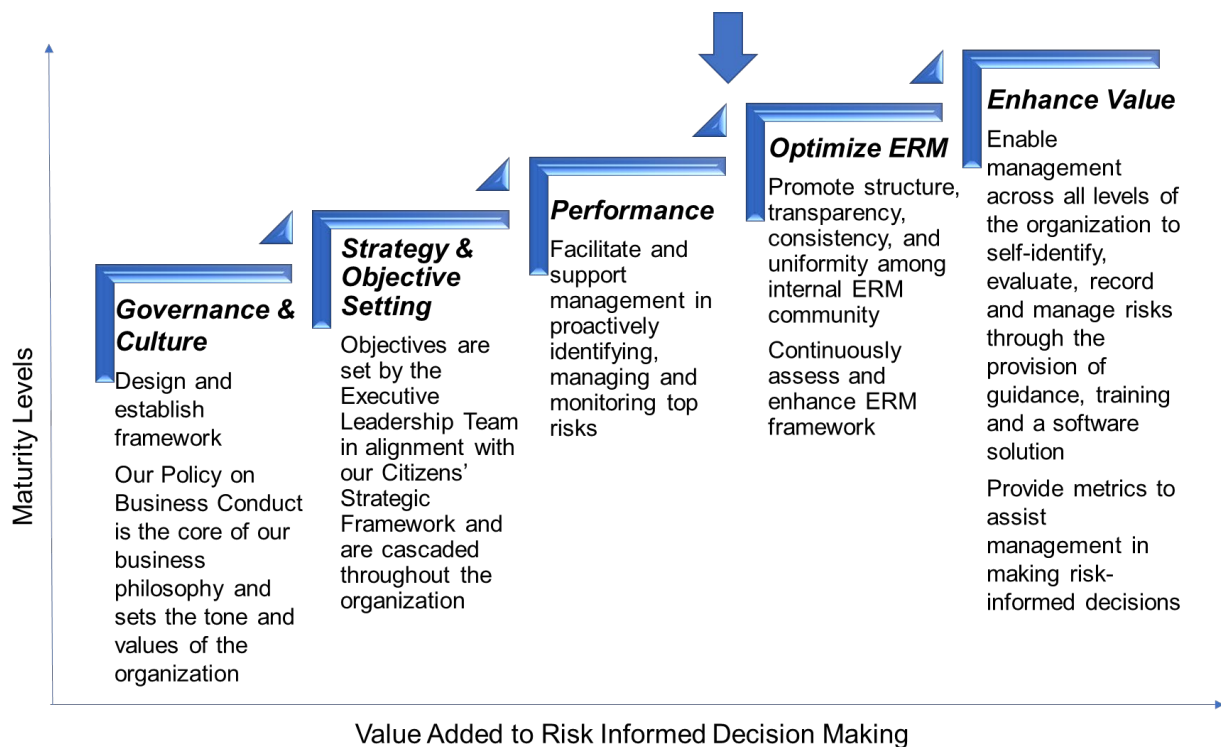 Maturity Levels
Governance &
Culture
Design and
establish
framework
Our Policy on
Business Conduct
is the core of our
business
philosophy and
sets the tone and
values of the
organization
Strategy &
Objective
Setting
Objectives are
set by the
Executive
Leadership Team
in alignment with
our Citizens’
Strategic
Framework and
are cascaded
throughout the
organization
Performance
Facilitate and
support
management in
proactively
identifying,
managing and
monitoring top
risks
Optimize ERM
Promote structure,
transparency,
consistency, and
uniformity among
internal ERM
community
Continuously
assess and
enhance ERM
framework
Enhance Value
Enable
management
across all levels of
the organization to
self-identify,
evaluate, record
and manage risks
through the
provision of
guidance, training
and a software
solution
Provide metrics to
assist
management in
making risk-
informed decisions
Value Added to Risk Informed Decision Making